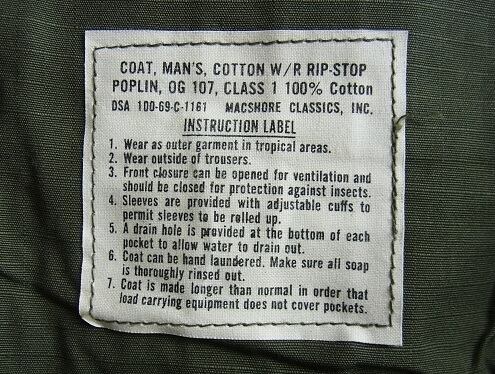 COAT, MAN'S, COTTON W/R RIP-STOP
POPLIN, OG 107, CLASS 1 100% Cotton
DSA 100-69-C-1161 MACSHORE CLASSICS, INC.
INSTRUCTION LABEL
1. Wear as outer garment in tropical areas.
2. Wear outside of trousers.
3. Front closure can be opened for ventilation and
should be closed for protection against insects.
4. Sleeves are provided with adjustable cuffs to
permit sleeves to be rolled up.
5. A drain hole is provided at the bottom of each
pocket to allow water to drain out.
6. Coat can be hand laundered. Make sure all soap
is thoroughly rinsed out.
7. Coat is made longer than normal in order that
load carrying equipment does not cover pockets.